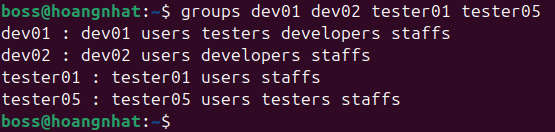 boss@hoangnhat:~$ groups dev01 dev02 tester01 tester05
dev01 : dev01 users testers developers staffs
dev02 : dev02 users developers staffs
tester01 : tester01 users staffs
tester05 : tester05 users testers staffs
boss@hoangnhat:~$